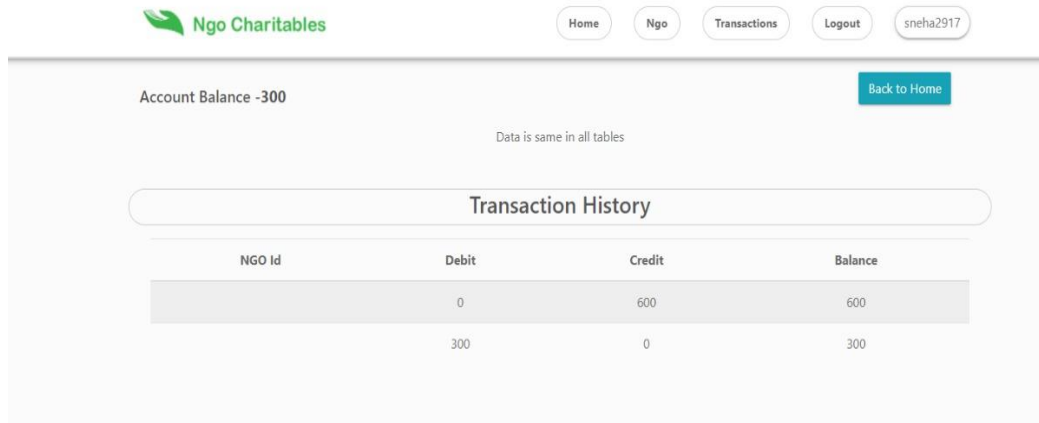 Ngo Charitables Home Ngo Transactions Logout sneha2917
Account Balance -300 Back to Home
Data is same in all tables
Transaction History
NGO Id Debit Credit Balance
0 600 600
300 0 300